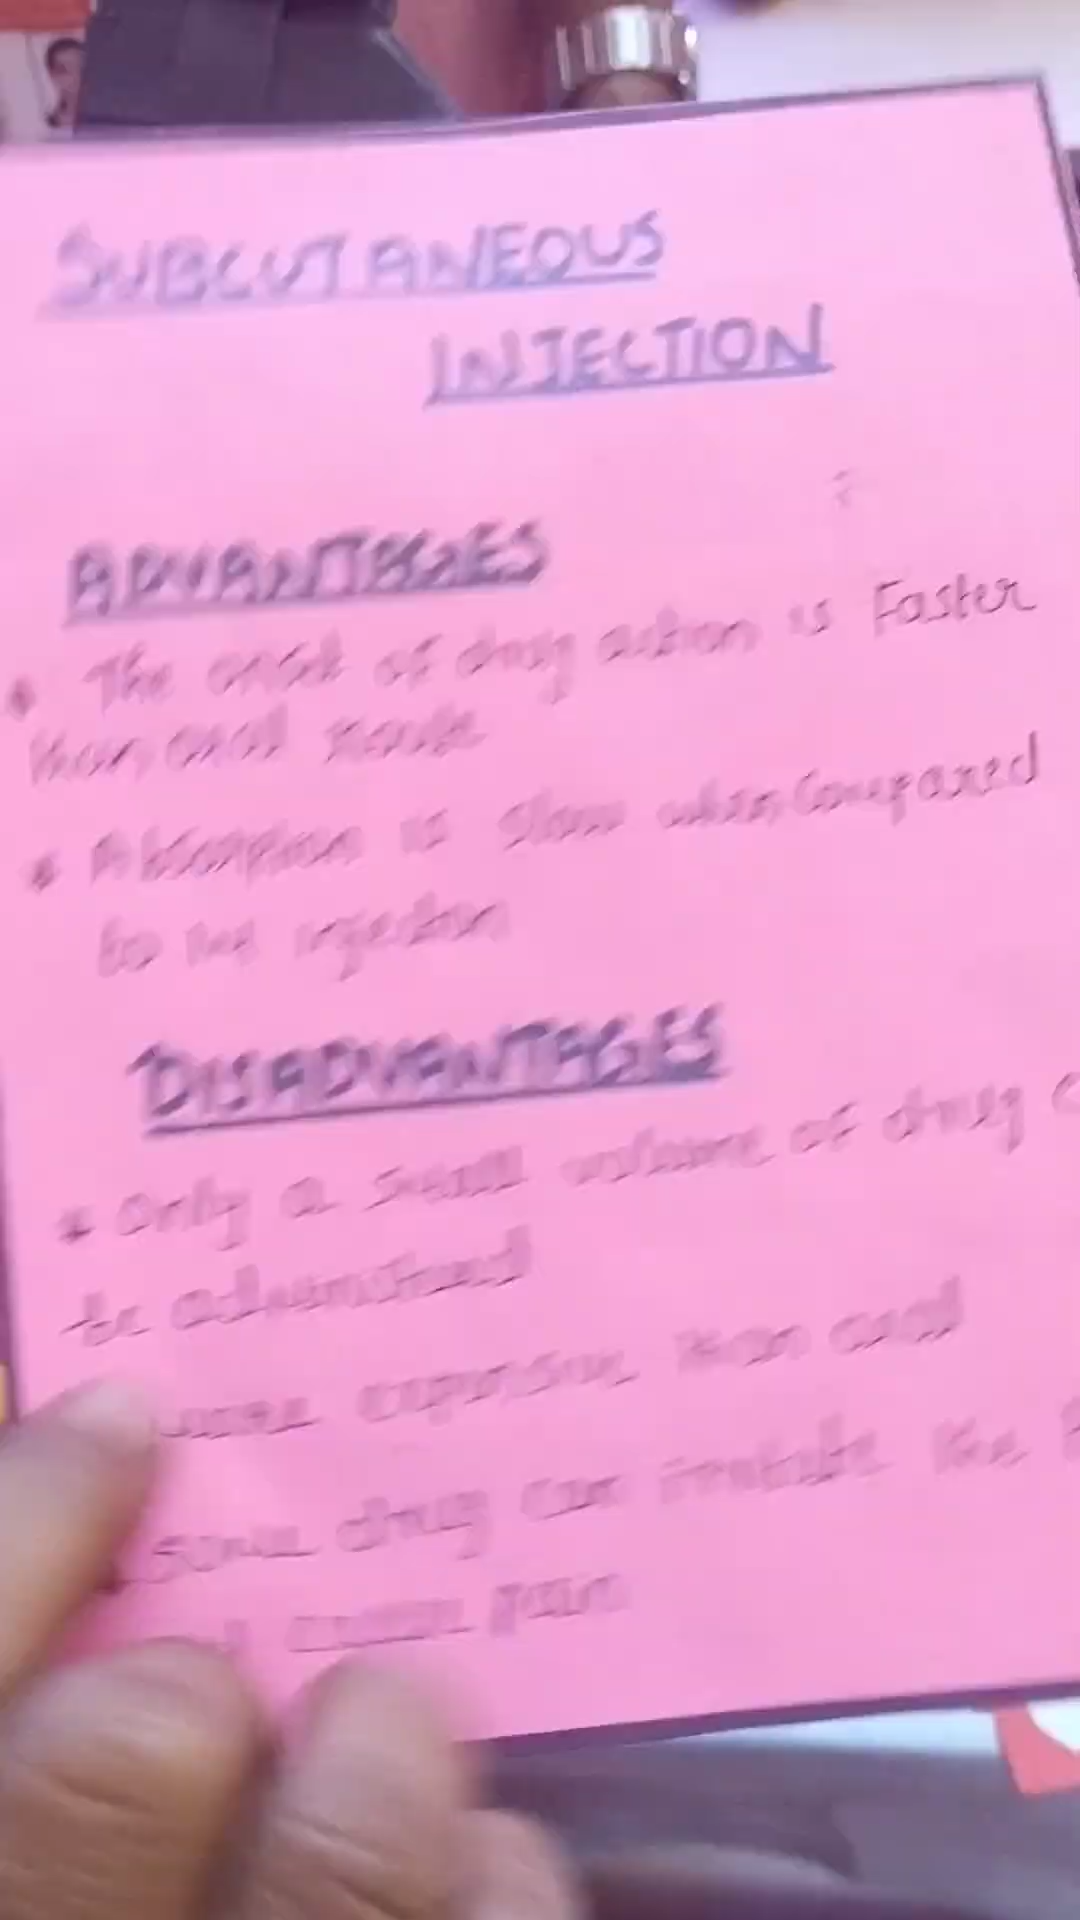 SUBCUTANEOUS
INJECTION
ADVANTAGES
* The onset of drug action is Faster
than oral route
* Absorption is slow when Compared
to IM injection
DISADVANTAGES
* Only a small volume of drug
be
more expensive than oral
* Some drug can irritate the
cause pain